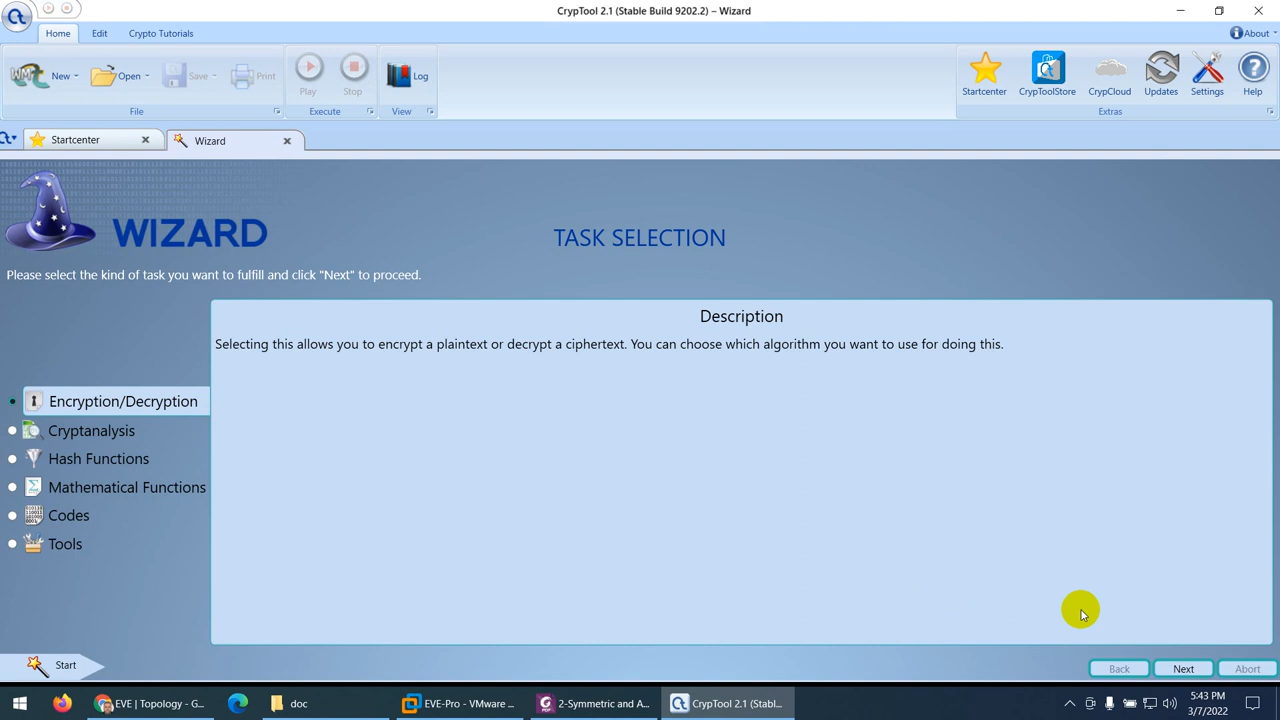 CrypTool 2.1 (Stable Build 9202.2) – Wizard
Home Edit Crypto Tutorials About
New Open Save Print Play Stop Log Startcenter CrypToolStore CrypCloud Updates Settings Help
File Execute View Extras
Startcenter Wizard
WIZARD
TASK SELECTION
Please select the kind of task you want to fulfill and click "Next" to proceed.
Description
Selecting this allows you to encrypt a plaintext or decrypt a ciphertext. You can choose which algorithm you want to use for doing this.
Encryption/Decryption
Cryptanalysis
Hash Functions
Mathematical Functions
Codes
Tools
Start
Back Next Abort
EVE | Topology - G... doc EVE-Pro - VMware ... 2-Symmetric and A... CrypTool 2.1 (Stabl...
5:43 PM
3/7/2022